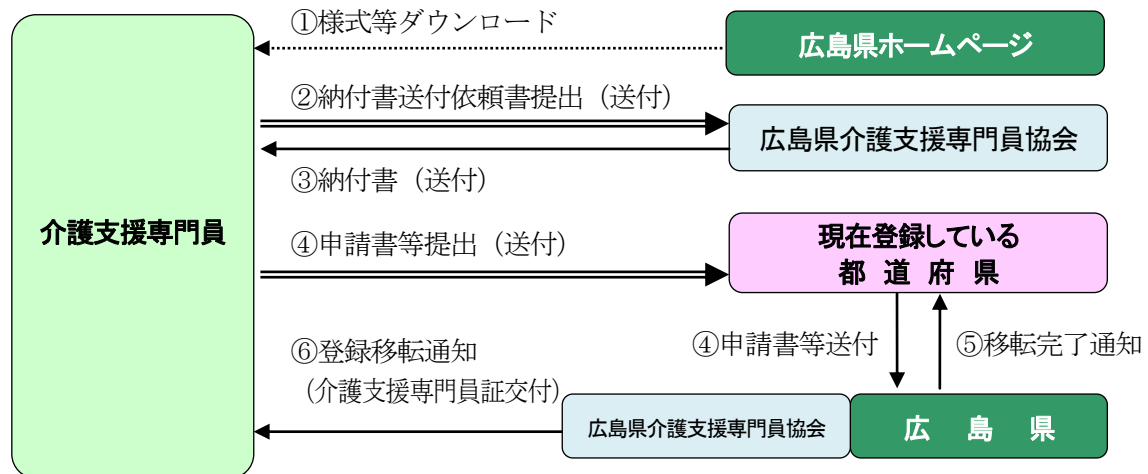 ①様式等ダウンロード
広島県ホームページ
②納付書送付依頼書提出（送付）
広島県介護支援専門員協会
③納付書（送付）
介護支援専門員
④申請書等提出（送付）
現在登録している
都 道 府 県
⑥登録移転通知
（介護支援専門員証交付）
④申請書等送付
⑤移転完了通知
広島県介護支援専門員協会
広 島 県